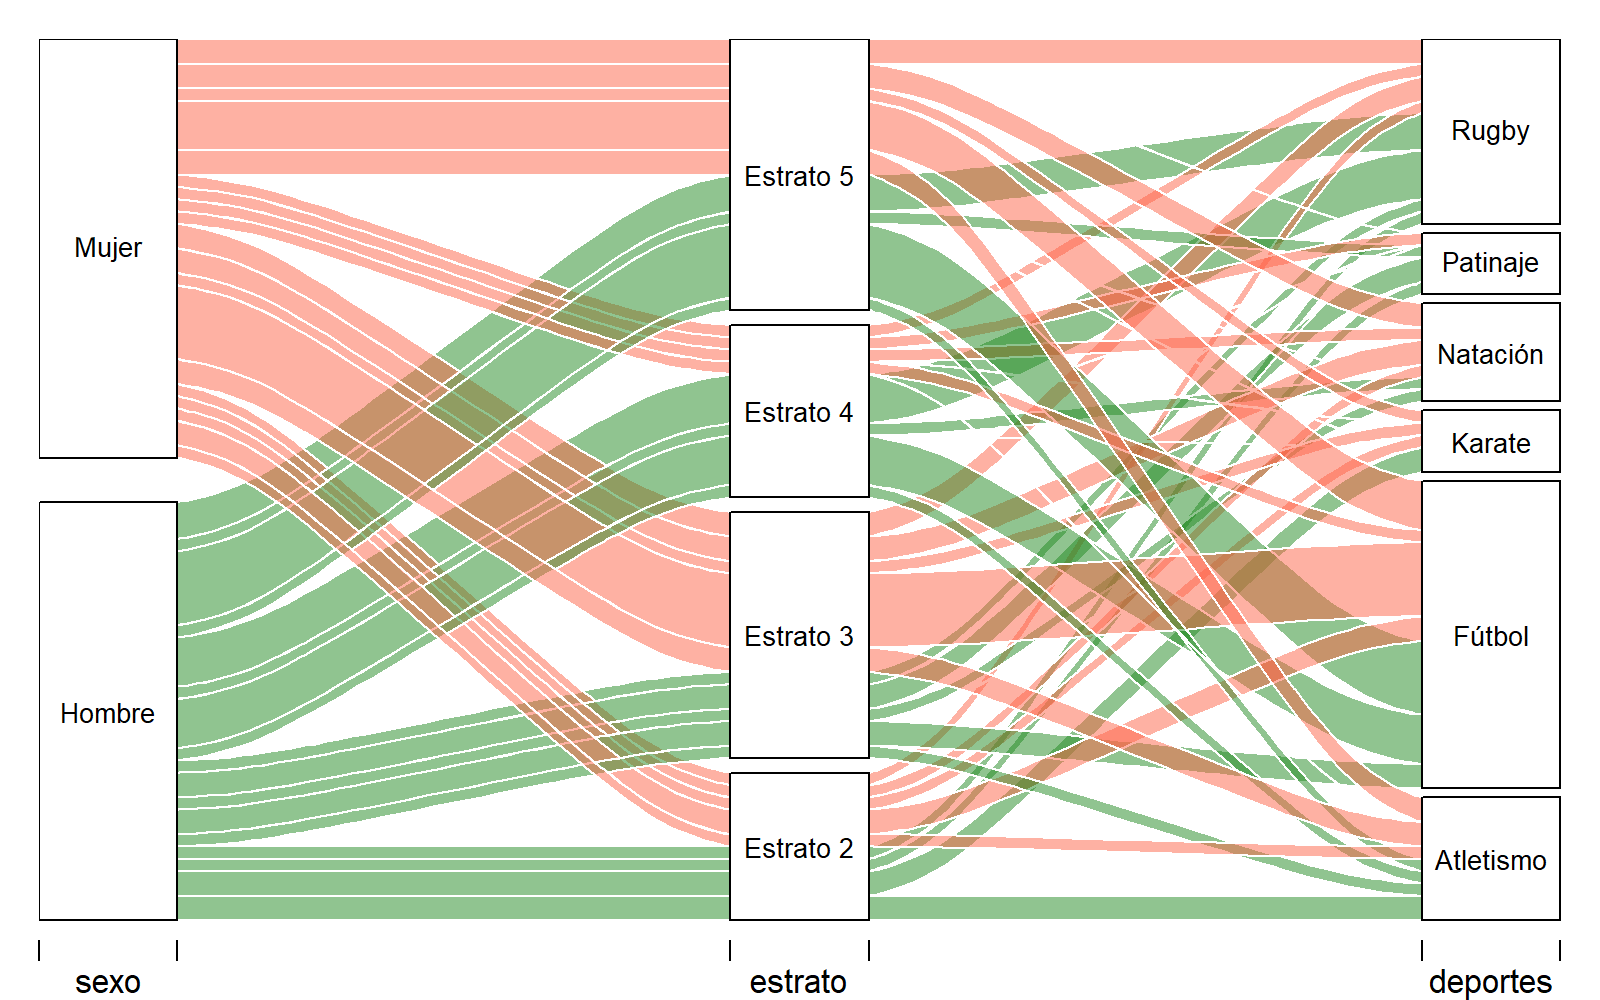 Mujer
Hombre
Estrato 5
Estrato 4
Estrato 3
Estrato 2
Rugby
Patinaje
Natación
Karate
Fútbol
Atletismo
sexo
estrato
deportes